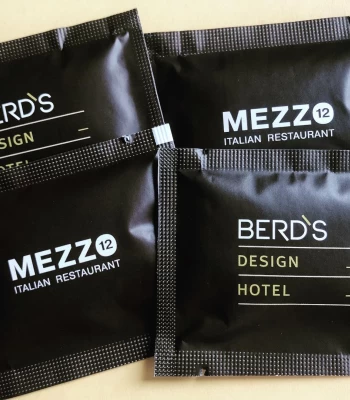 BERD'S
DESIGN
HOTEL
MEZZO 12
ITALIAN RESTAURANT
MEZZO 12
ITALIAN RESTAURANT
BERD'S
DESIGN
HOTEL